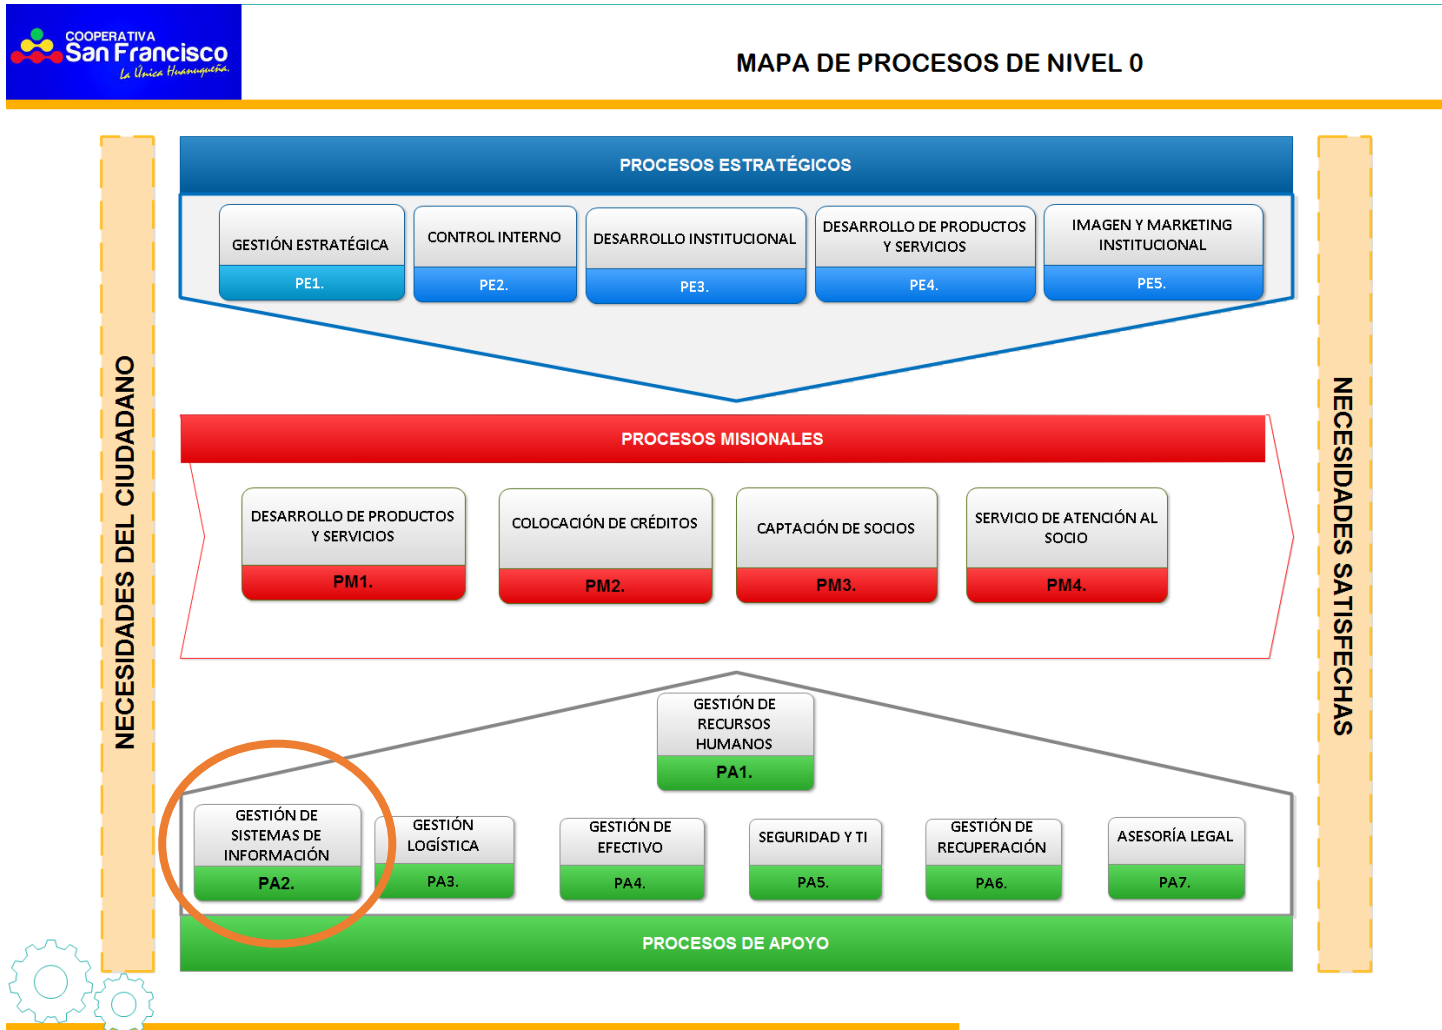 COOPERATIVA
San Francisco
La Única Huanuqueña.
MAPA DE PROCESOS DE NIVEL 0
NECESIDADES DEL CIUDADANO
PROCESOS ESTRATÉGICOS
GESTIÓN ESTRATÉGICA
PE1.
CONTROL INTERNO
PE2.
DESARROLLO INSTITUCIONAL
PE3.
DESARROLLO DE PRODUCTOS
Y SERVICIOS
PE4.
IMAGEN Y MARKETING
INSTITUCIONAL
PE5.
PROCESOS MISIONALES
DESARROLLO DE PRODUCTOS
Y SERVICIOS
PM1.
COLOCACIÓN DE CRÉDITOS
PM2.
CAPTACIÓN DE SOCIOS
PM3.
SERVICIO DE ATENCIÓN AL
SOCIO
PM4.
GESTIÓN DE
RECURSOS
HUMANOS
PA1.
GESTIÓN DE
SISTEMAS DE
INFORMACIÓN
PA2.
GESTIÓN
LOGÍSTICA
PA3.
GESTIÓN DE
EFECTIVO
PA4.
SEGURIDAD Y TI
PA5.
GESTIÓN DE
RECUPERACIÓN
PA6.
ASESORÍA LEGAL
PA7.
PROCESOS DE APOYO
NECESIDADES SATISFECHAS